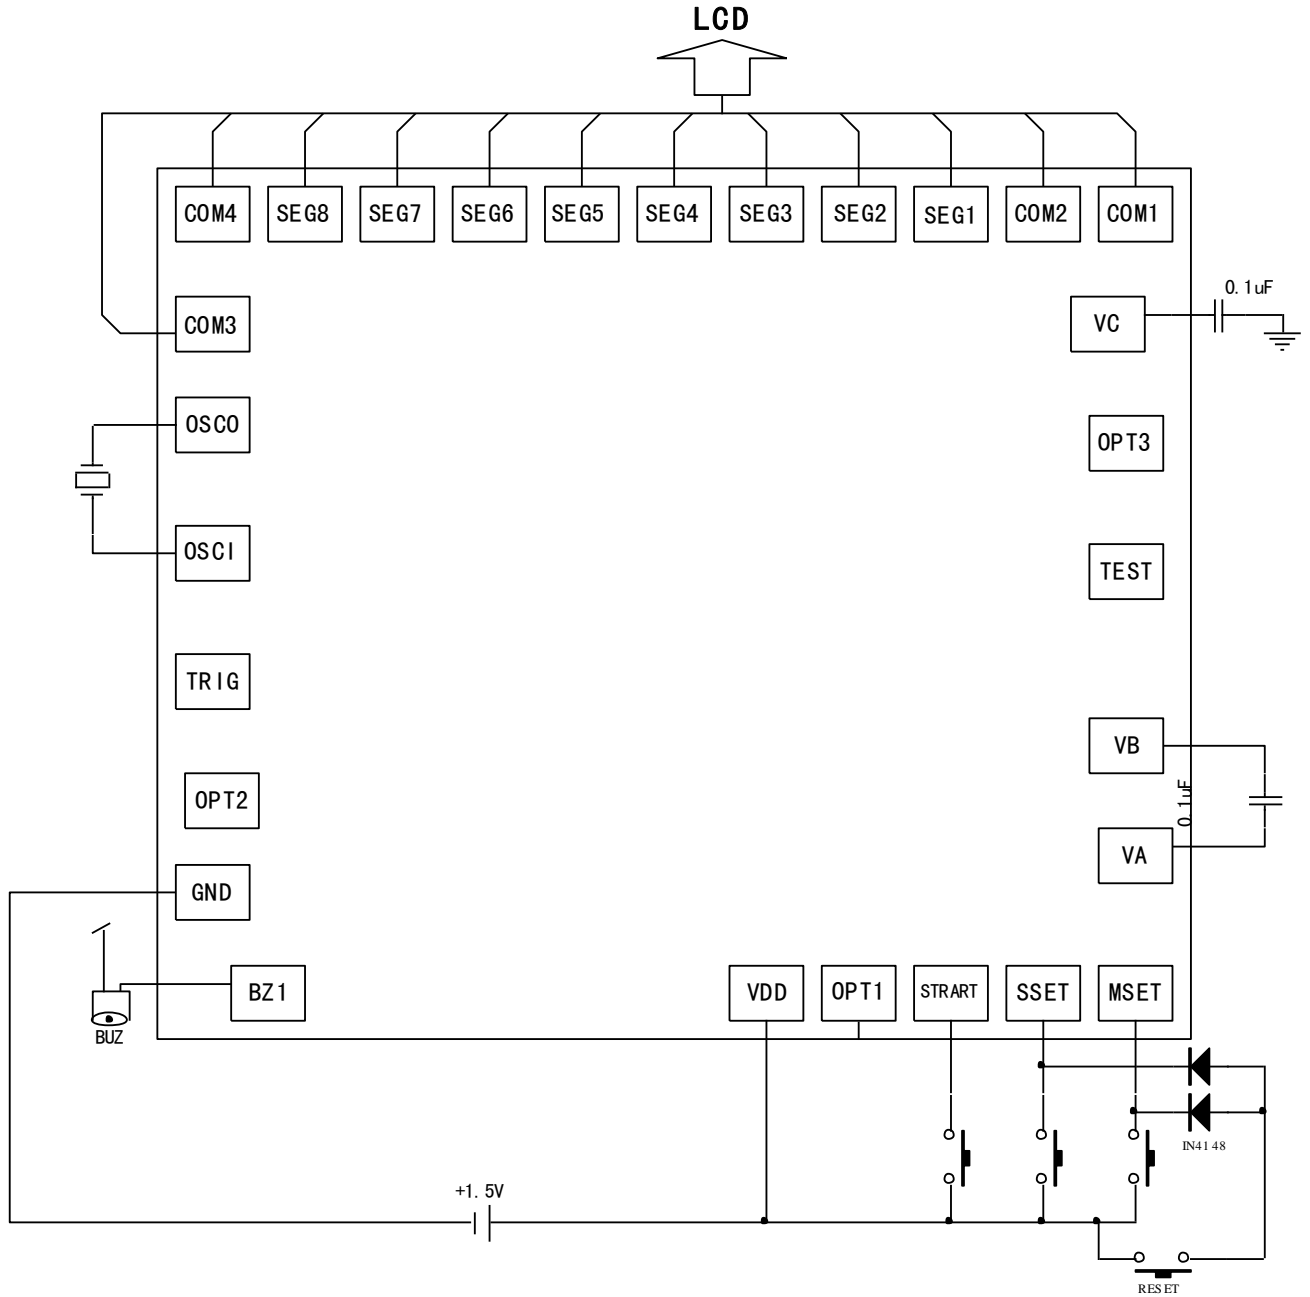 LCD
COM4 SEG8 SEG7 SEG6 SEG5 SEG4 SEG3 SEG2 SEG1 COM2 COM1
0.1uF
COM3 VC
OSCO OPT3
OSCI TEST
TRIG
VB
OPT2 0.1uF
VA
GND
BZ1 VDD OPT1 STRART SSET MSET
BUZ
IN4148
+1.5V
RESET